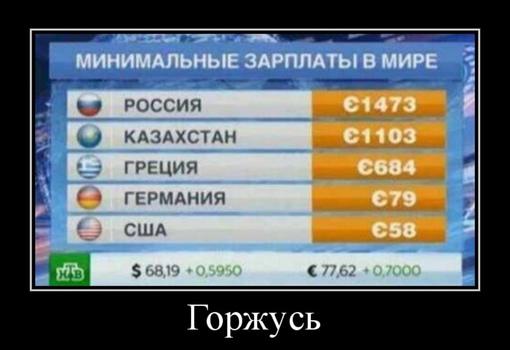 МИНИМАЛЬНЫЕ ЗАРПЛАТЫ В МИРЕ
РОССИЯ €1473
КАЗАХСТАН €1103
ГРЕЦИЯ €684
ГЕРМАНИЯ €79
США €58
НТВ $ 68,19 +0,5950 € 77,62 +0,7000
Горжусь